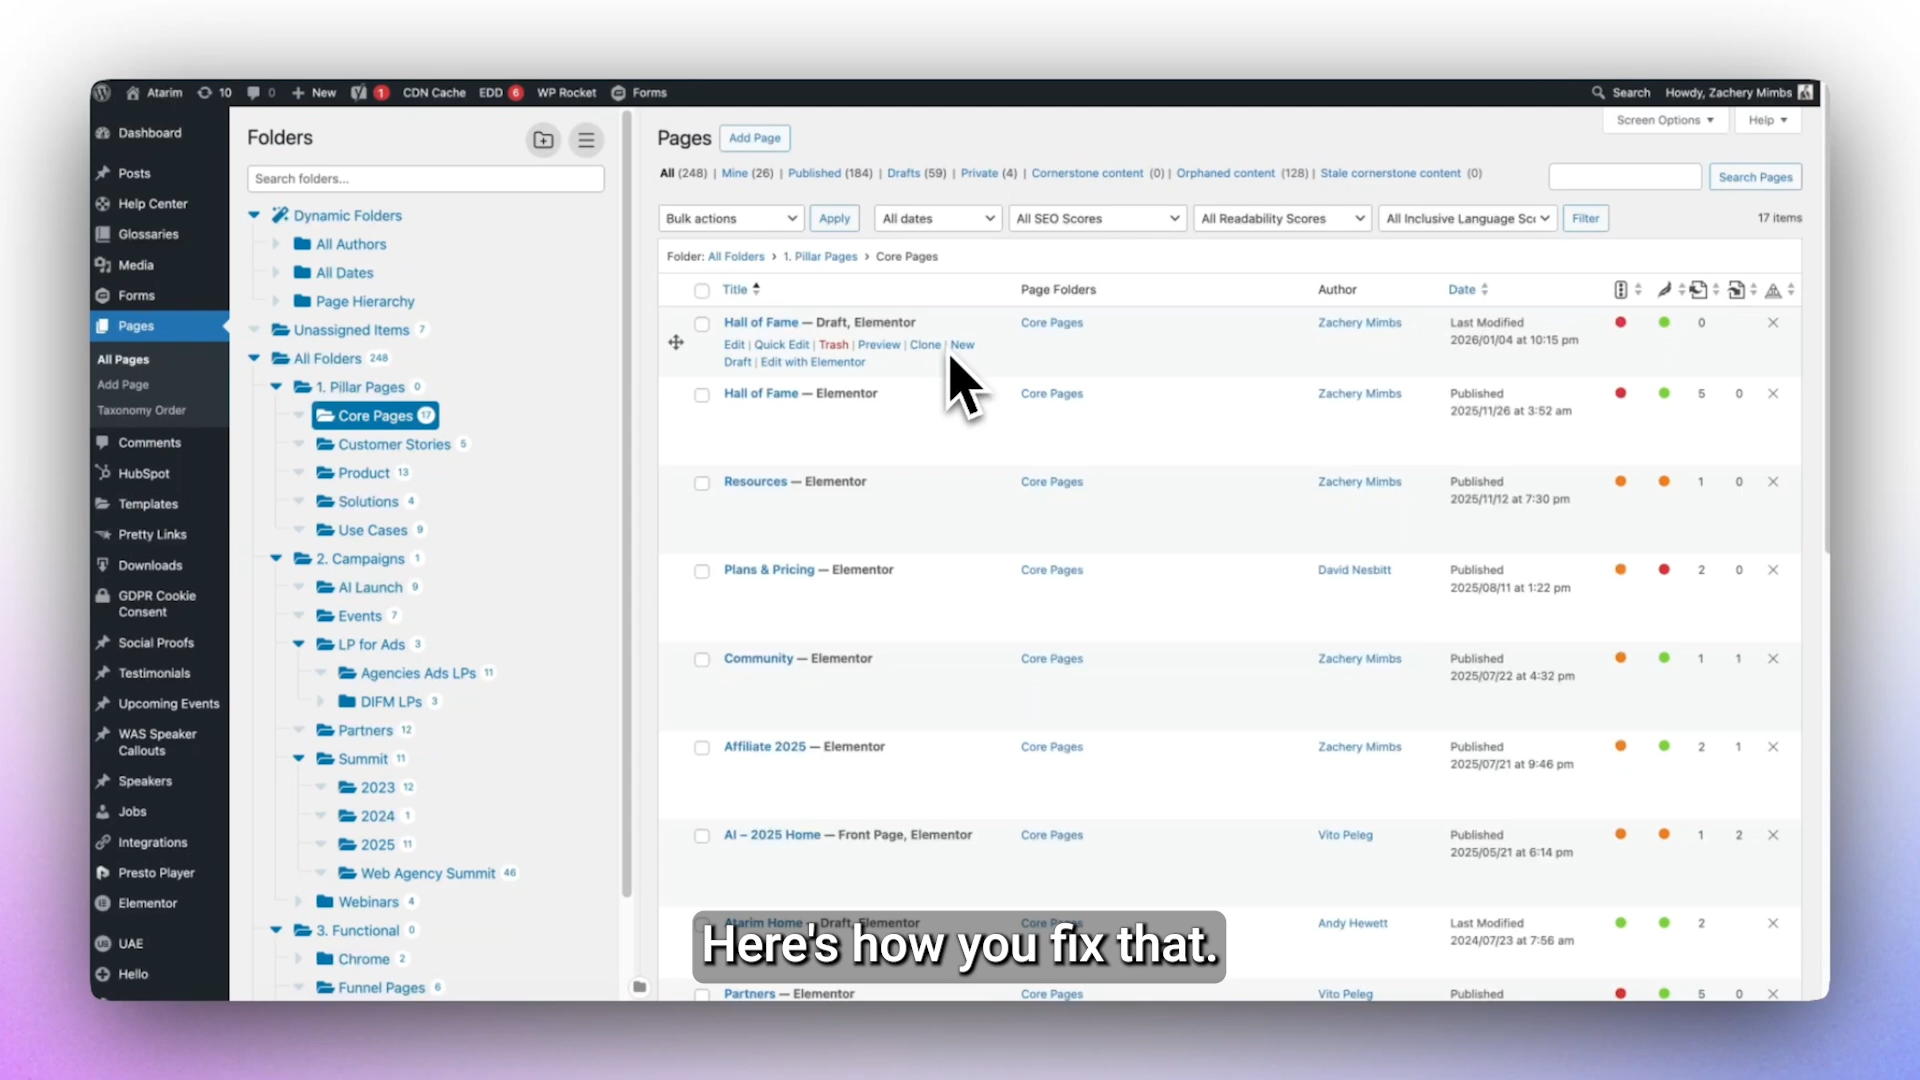 Atarim 10 0 New 1 CDN Cache EDD 6 WP Rocket Forms Search Howdy, Zachery Mimbs
Dashboard
Posts
Help Center
Glossaries
Media
Forms
Pages
All Pages
Add Page
Taxonomy Order
Comments
HubSpot
Templates
Pretty Links
Downloads
GDPR Cookie
Consent
Social Proofs
Testimonials
Upcoming Events
WAS Speaker
Callouts
Speakers
Jobs
Integrations
Presto Player
Elementor
UAE
Hello
Folders
Search folders...
Dynamic Folders
All Authors
All Dates
Page Hierarchy
Unassigned Items 7
All Folders 248
1. Pillar Pages 0
Core Pages 17
Customer Stories 5
Product 13
Solutions 4
Use Cases 9
2. Campaigns 1
AI Launch 9
Events 7
LP for Ads 3
Agencies Ads LPs 11
DIFM LPs 3
Partners 12
Summit 11
2023 12
2024 1
2025 11
Web Agency Summit 46
Webinars 4
3. Functional 0
Chrome 2
Funnel Pages 6
Screen Options Help
Pages Add Page
All (248) | Mine (26) | Published (184) | Drafts (59) | Private (4) | Cornerstone content (0) | Orphaned content (128) | Stale cornerstone content (0)
Search Pages
Bulk actions Apply All dates All SEO Scores All Readability Scores All Inclusive Language Sco Filter 17 items
Folder: All Folders › 1. Pillar Pages › Core Pages
Title Page Folders Author Date
Hall of Fame — Draft, Elementor Core Pages Zachery Mimbs Last Modified 0
2026/01/04 at 10:15 pm
Edit | Quick Edit | Trash | Preview | Clone | New
Draft | Edit with Elementor
Hall of Fame — Elementor Core Pages Zachery Mimbs Published 5 0
2025/11/26 at 3:52 am
Resources — Elementor Core Pages Zachery Mimbs Published 1 0
2025/11/12 at 7:30 pm
Plans & Pricing — Elementor Core Pages David Nesbitt Published 2 0
2025/08/11 at 1:22 pm
Community — Elementor Core Pages Zachery Mimbs Published 1 1
2025/07/22 at 4:32 pm
Affiliate 2025 — Elementor Core Pages Zachery Mimbs Published 2 1
2025/07/21 at 9:46 pm
AI – 2025 Home — Front Page, Elementor Core Pages Vito Peleg Published 1 2
2025/05/21 at 6:14 pm
Atarim Home — Draft, Elementor Core Pages Andy Hewett Last Modified 2
2024/07/23 at 7:56 am
Here's how you fix that.
Partners — Elementor Core Pages Vito Peleg Published 5 0